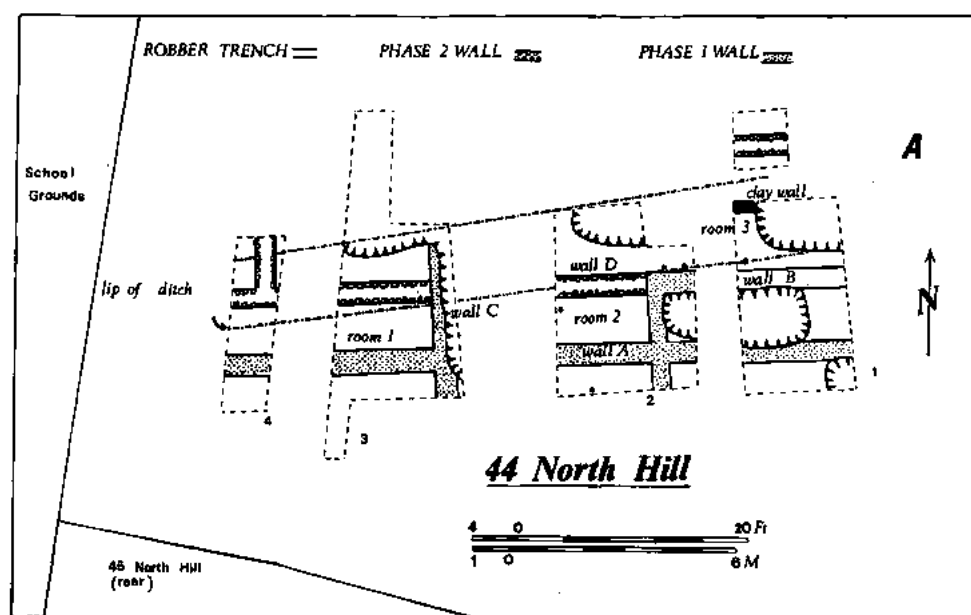 ROBBER TRENCH
PHASE 2 WALL
PHASE 1 WALL
A
School
Grounds
clay wall
room 3
lip of ditch
wall D
wall B
N
wall C
room 1
room 2
wall A
1
2
4
3
44 North Hill
4 0 20 Ft
1 0 6 M
46 North Hill
(rear)